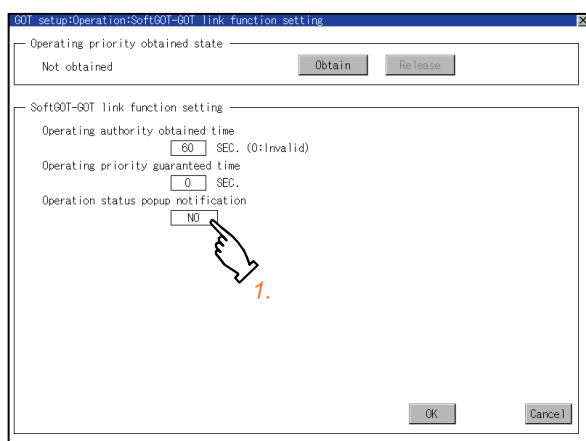 GOT setup:Operation:SoftGOT-GOT link function setting
Operating priority obtained state
Not obtained Obtain Release
SoftGOT-GOT link function setting
Operating authority obtained time
60 SEC. (0:Invalid)
Operating priority guaranteed time
0 SEC.
Operation status popup notification
NO
1.
OK Cancel